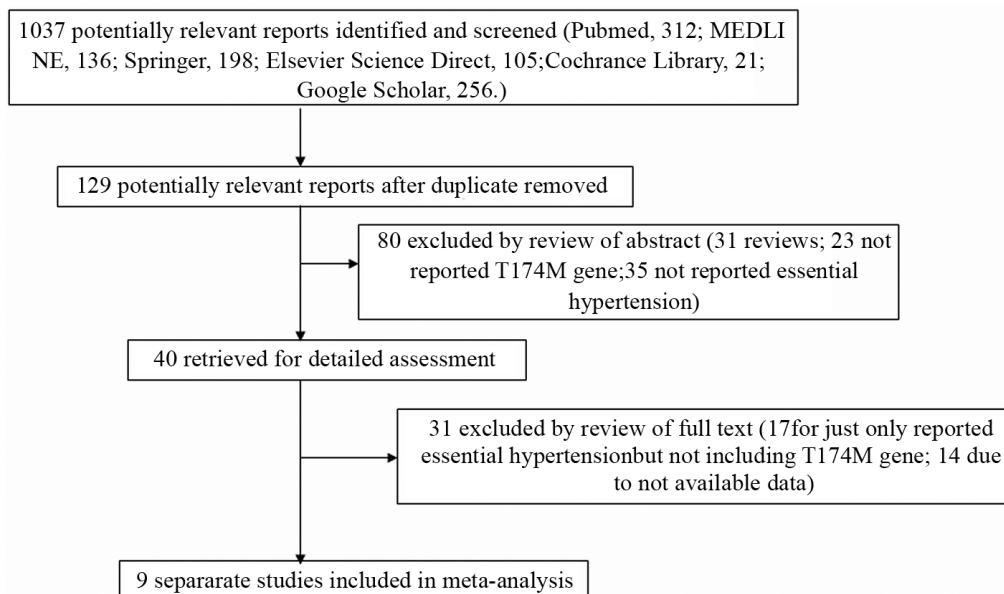 1037 potentially relevant reports identified and screened (Pubmed, 312; MEDLI
NE, 136; Springer, 198; Elsevier Science Direct, 105;Cochrance Library, 21;
Google Scholar, 256.)
129 potentially relevant reports after duplicate removed
80 excluded by review of abstract (31 reviews; 23 not
reported T174M gene;35 not reported essential
hypertension)
40 retrieved for detailed assessment
31 excluded by review of full text (17for just only reported
essential hypertensionbut not including T174M gene; 14 due
to not available data)
9 separarate studies included in meta-analysis